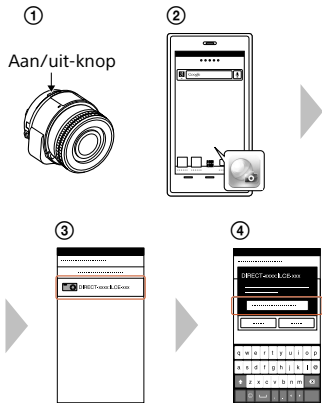 ①
②
Aan/uit-knop
Google
③
④
DIRECT-xxxx:ILCE-xxx
DIRECT-xxxx:ILCE-xxx
q w e r t y u i o p
a s d f g h j k l @
z x c v b n m